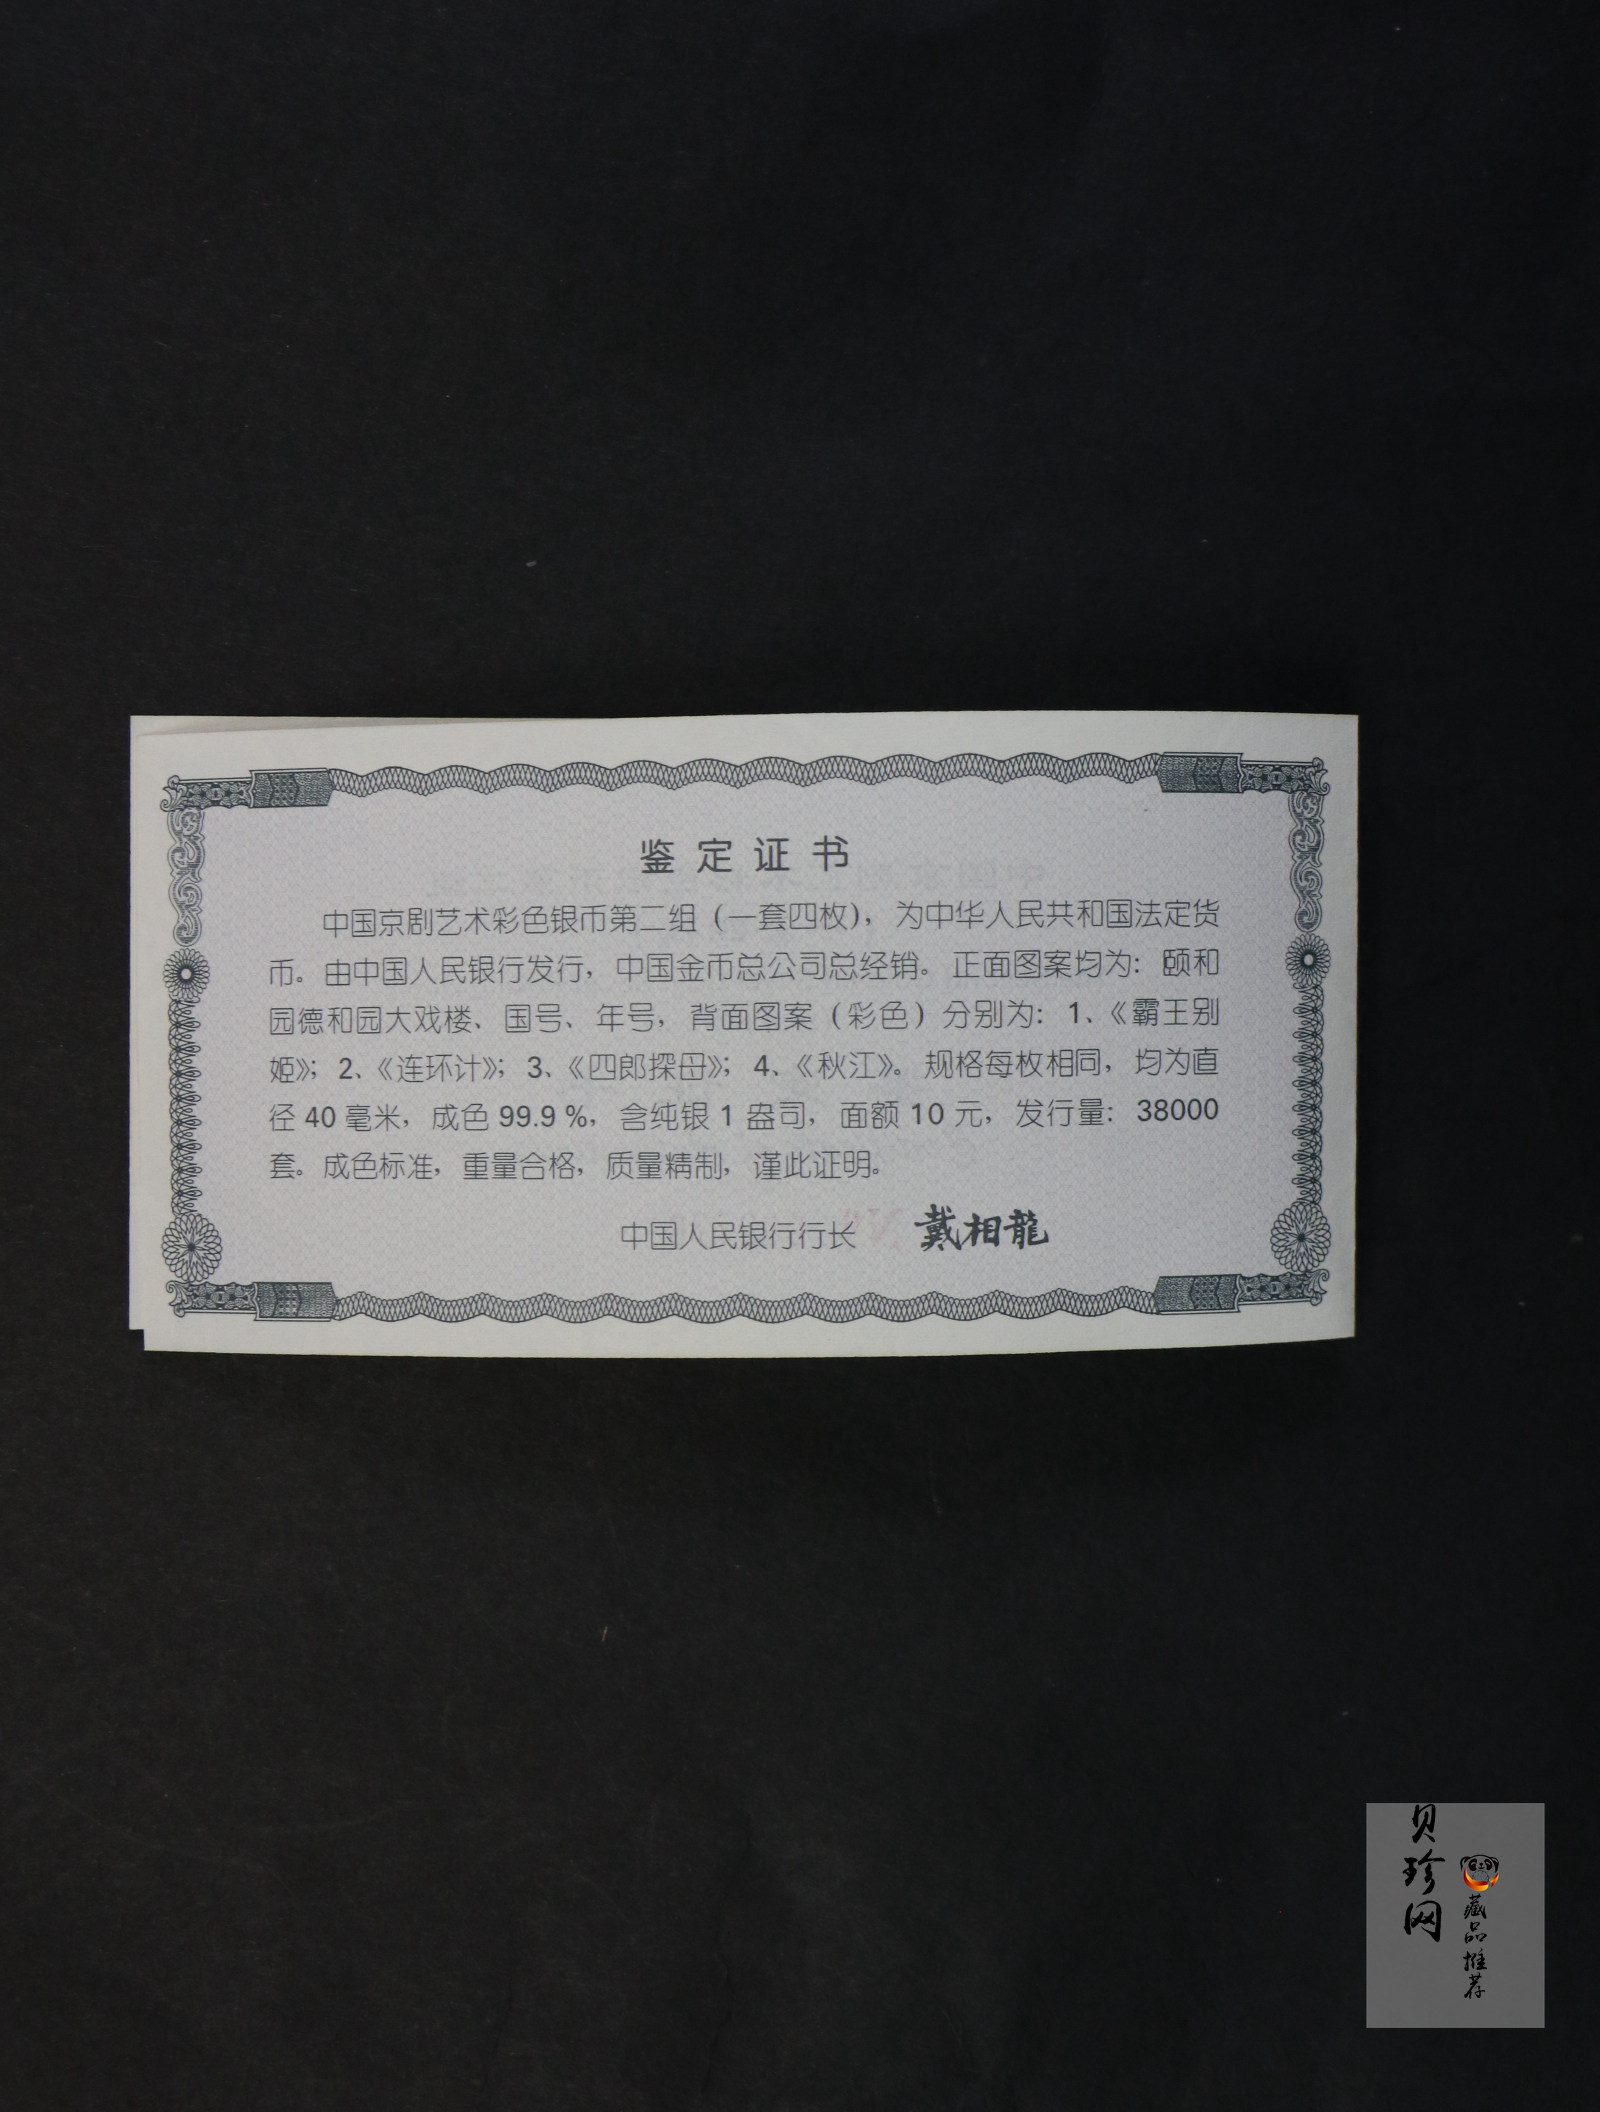 鉴定证书
中国京剧艺术彩色银币第二组（一套四枚），为中华人民共和国法定货
币。由中国人民银行发行，中国金币总公司总经销。正面图案均为：颐和
园德和园大戏楼、国号、年号，背面图案（彩色）分别为：1、《霸王别
姬》；2、《连环计》；3、《四郎探母》；4、《秋江》。规格每枚相同，均为直
径40毫米，成色99.9%，含纯银1盎司，面额10元，发行量：38000
套。成色标准，重量合格，质量精制，谨此证明。
中国人民银行行长 戴相龍
贝珍网
藏品推荐